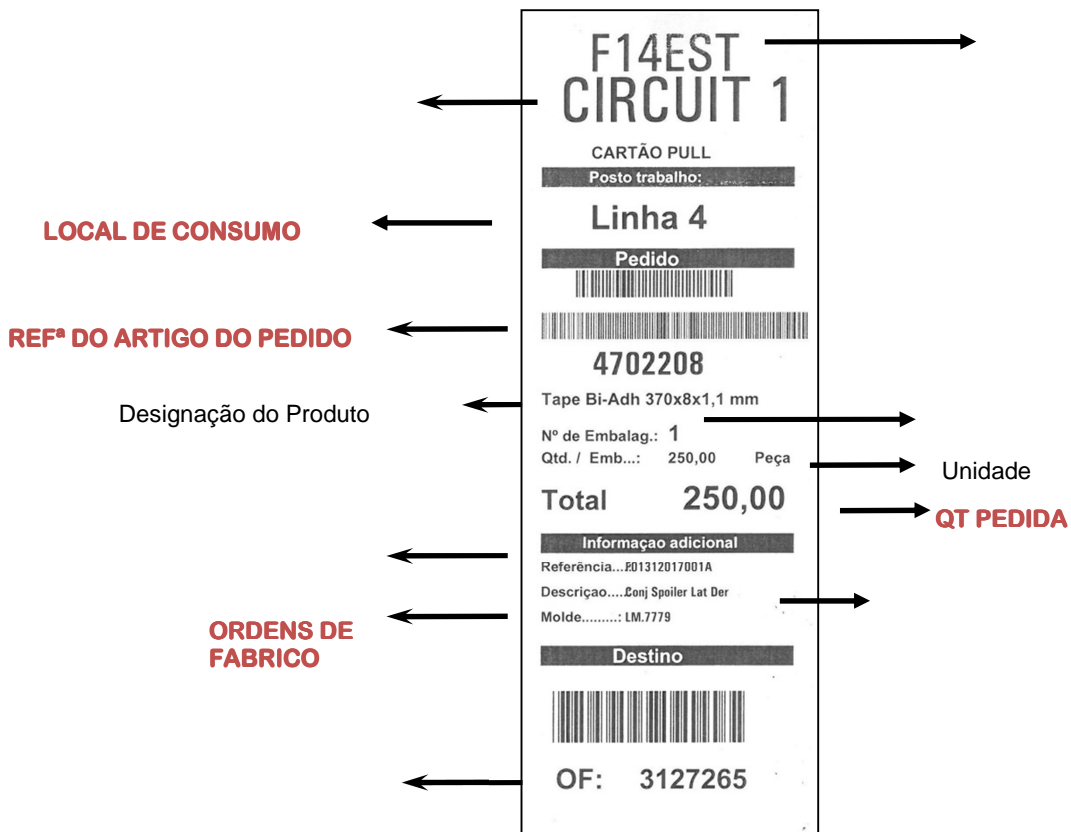 F14EST
CIRCUIT 1
CARTÃO PULL
Posto trabalho:
LOCAL DE CONSUMO
Linha 4
Pedido
REFª DO ARTIGO DO PEDIDO
4702208
Tape Bi-Adh 370x8x1,1 mm
Designação do Produto
Nº de Embalag.: 1
Qtd. / Emb...: 250,00 Peça
Unidade
Total 250,00
QT PEDIDA
Informaçao adicional
Referência...:
Descriçao.....: Conj Spoiler Lat Der
Molde.........: LM.7779
ORDENS DE
FABRICO
Destino
OF: 3127265